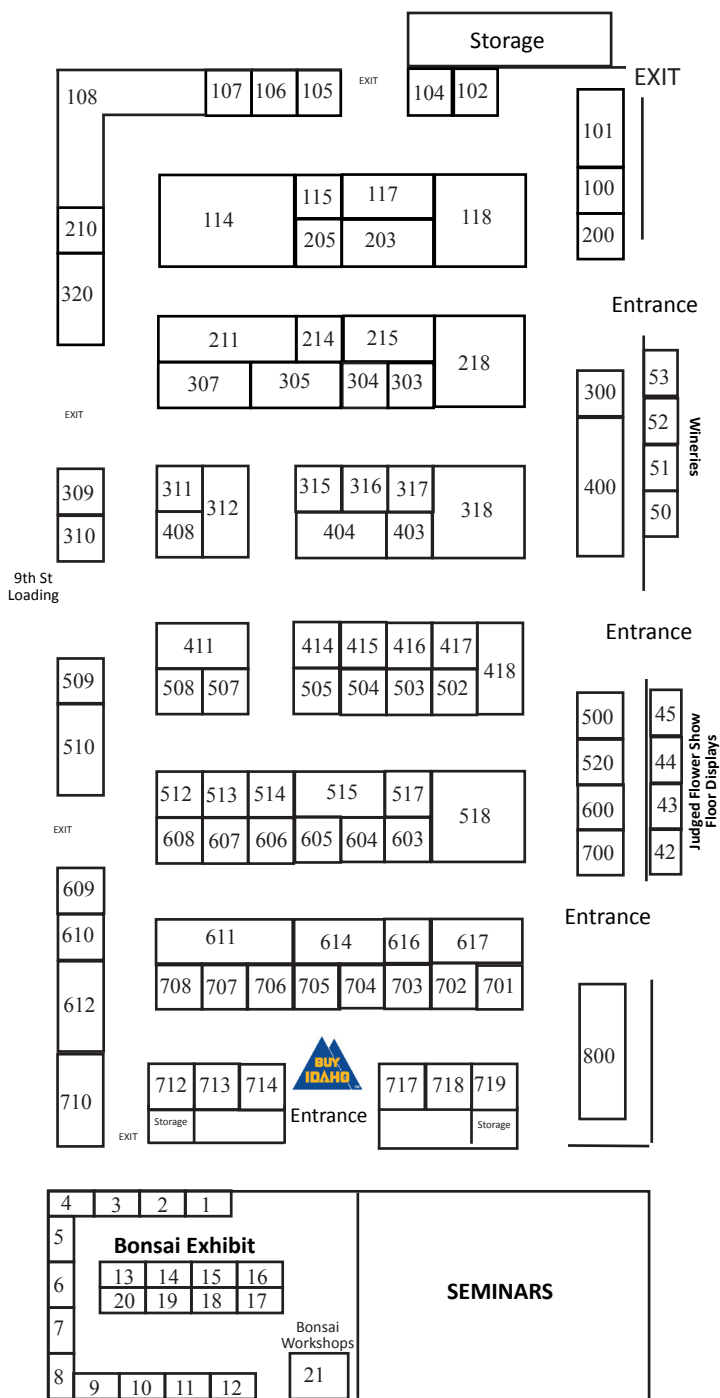 Storage
EXIT
108 107 106 105 EXIT 104 102
101
100
200
114 115 117 118
205 203
210
320
Entrance
211 214 215 218
307 305 304 303
53
52
51
50
Wineries
300
400
EXIT
309
310
311 312 315 316 317 318
408 404 403
9th St
Loading
Entrance
411 414 415 416 417 418
508 507 505 504 503 502
509
510
500
520
600
700
45
44
43
42
Judged Flower Show
Floor Displays
512 513 514 515 517 518
608 607 606 605 604 603
EXIT
609
610
612
710
Entrance
611 614 616 617
708 707 706 705 704 703 702 701
800
BUY
IDAHO
TM
712 713 714 Entrance 717 718 719
Storage Storage
EXIT
4 3 2 1
5
6
7
8
Bonsai Exhibit
13 14 15 16
20 19 18 17
SEMINARS
Bonsai
Workshops
21
9 10 11 12